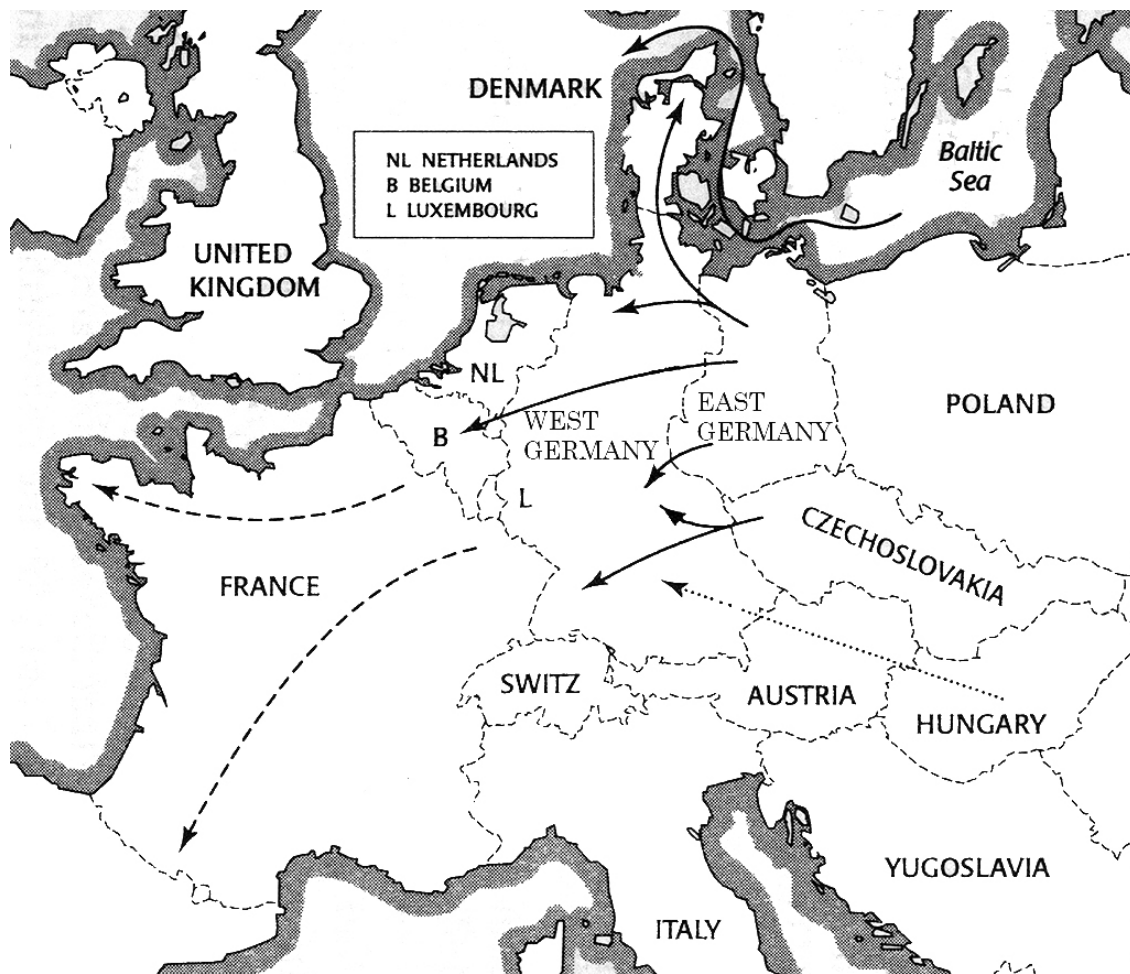 DENMARK
Baltic
Sea
NL NETHERLANDS
B BELGIUM
L LUXEMBOURG
UNITED
KINGDOM
NL
POLAND
EAST
GERMANY
WEST
GERMANY
B
L
CZECHOSLOVAKIA
FRANCE
SWITZ
AUSTRIA
HUNGARY
YUGOSLAVIA
ITALY